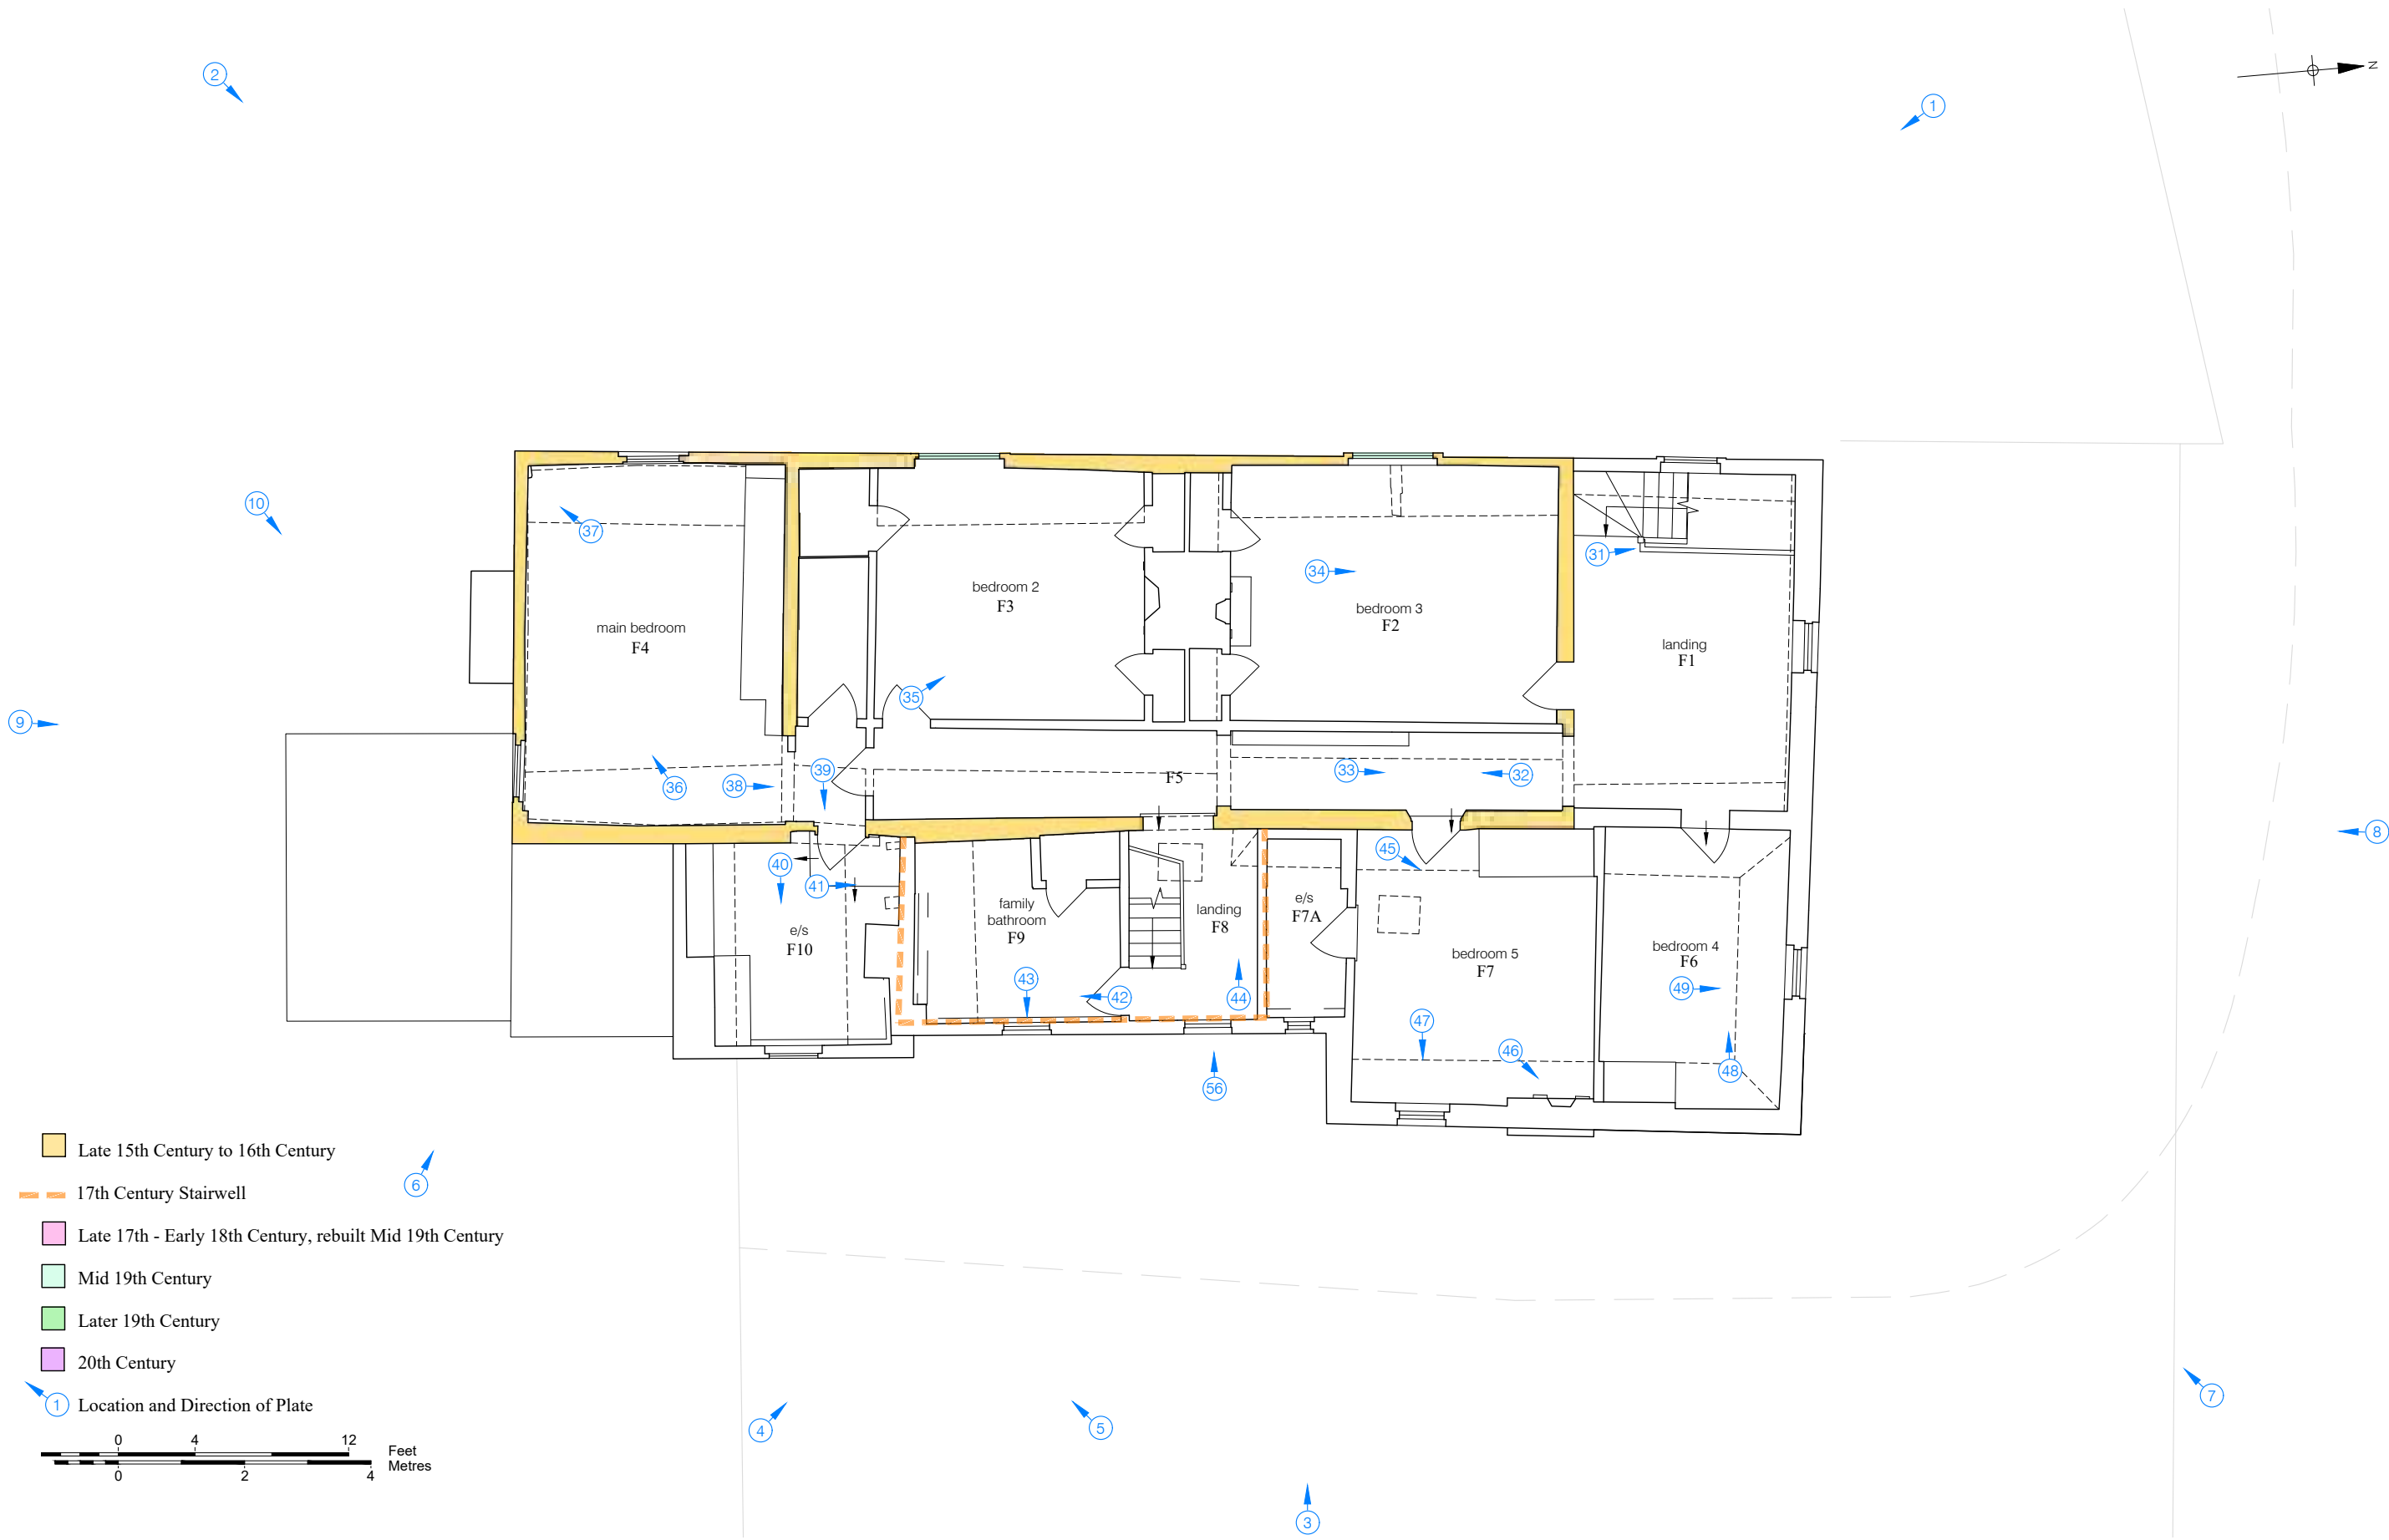 2
1
N
10
37
31
34
bedroom 2
F3
bedroom 3
F2
main bedroom
F4
landing
F1
35
9
36
38
39
F5
33
32
8
40
41
45
e/s
F10
family
bathroom
F9
landing
F8
e/s
F7A
bedroom 5
F7
bedroom 4
F6
43
42
44
49
47
46
48
56
6
Late 15th Century to 16th Century
17th Century Stairwell
Late 17th - Early 18th Century, rebuilt Mid 19th Century
Mid 19th Century
Later 19th Century
20th Century
1 Location and Direction of Plate
7
4
5
3
0 4 12
Feet
Metres
0 2 4